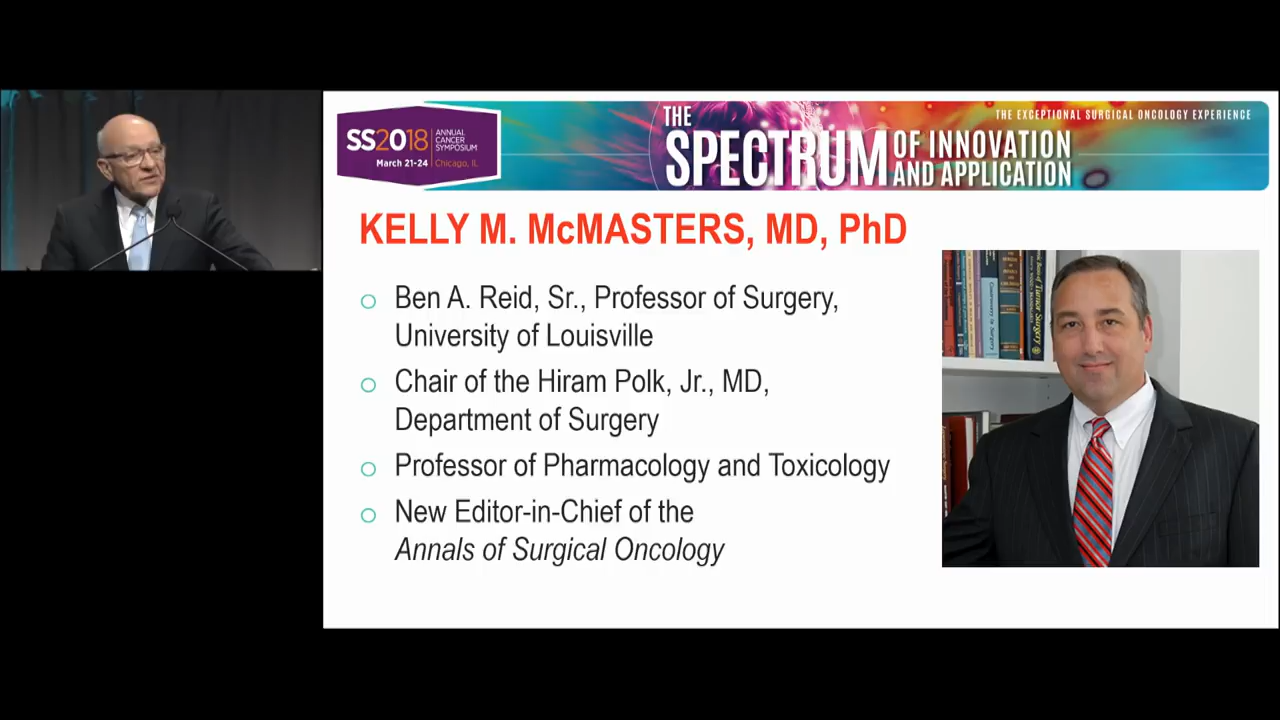 SS2018
ANNUAL
CANCER
SYMPOSIUM
March 21-24
Chicago, IL
THE EXCEPTIONAL SURGICAL ONCOLOGY EXPERIENCE
THE
SPECTRUM
OF INNOVATION
AND APPLICATION
KELLY M. McMASTERS, MD, PhD
Ben A. Reid, Sr., Professor of Surgery,
University of Louisville
Chair of the Hiram Polk, Jr., MD,
Department of Surgery
Professor of Pharmacology and Toxicology
New Editor-in-Chief of the
Annals of Surgical Oncology
Tumor Surgery